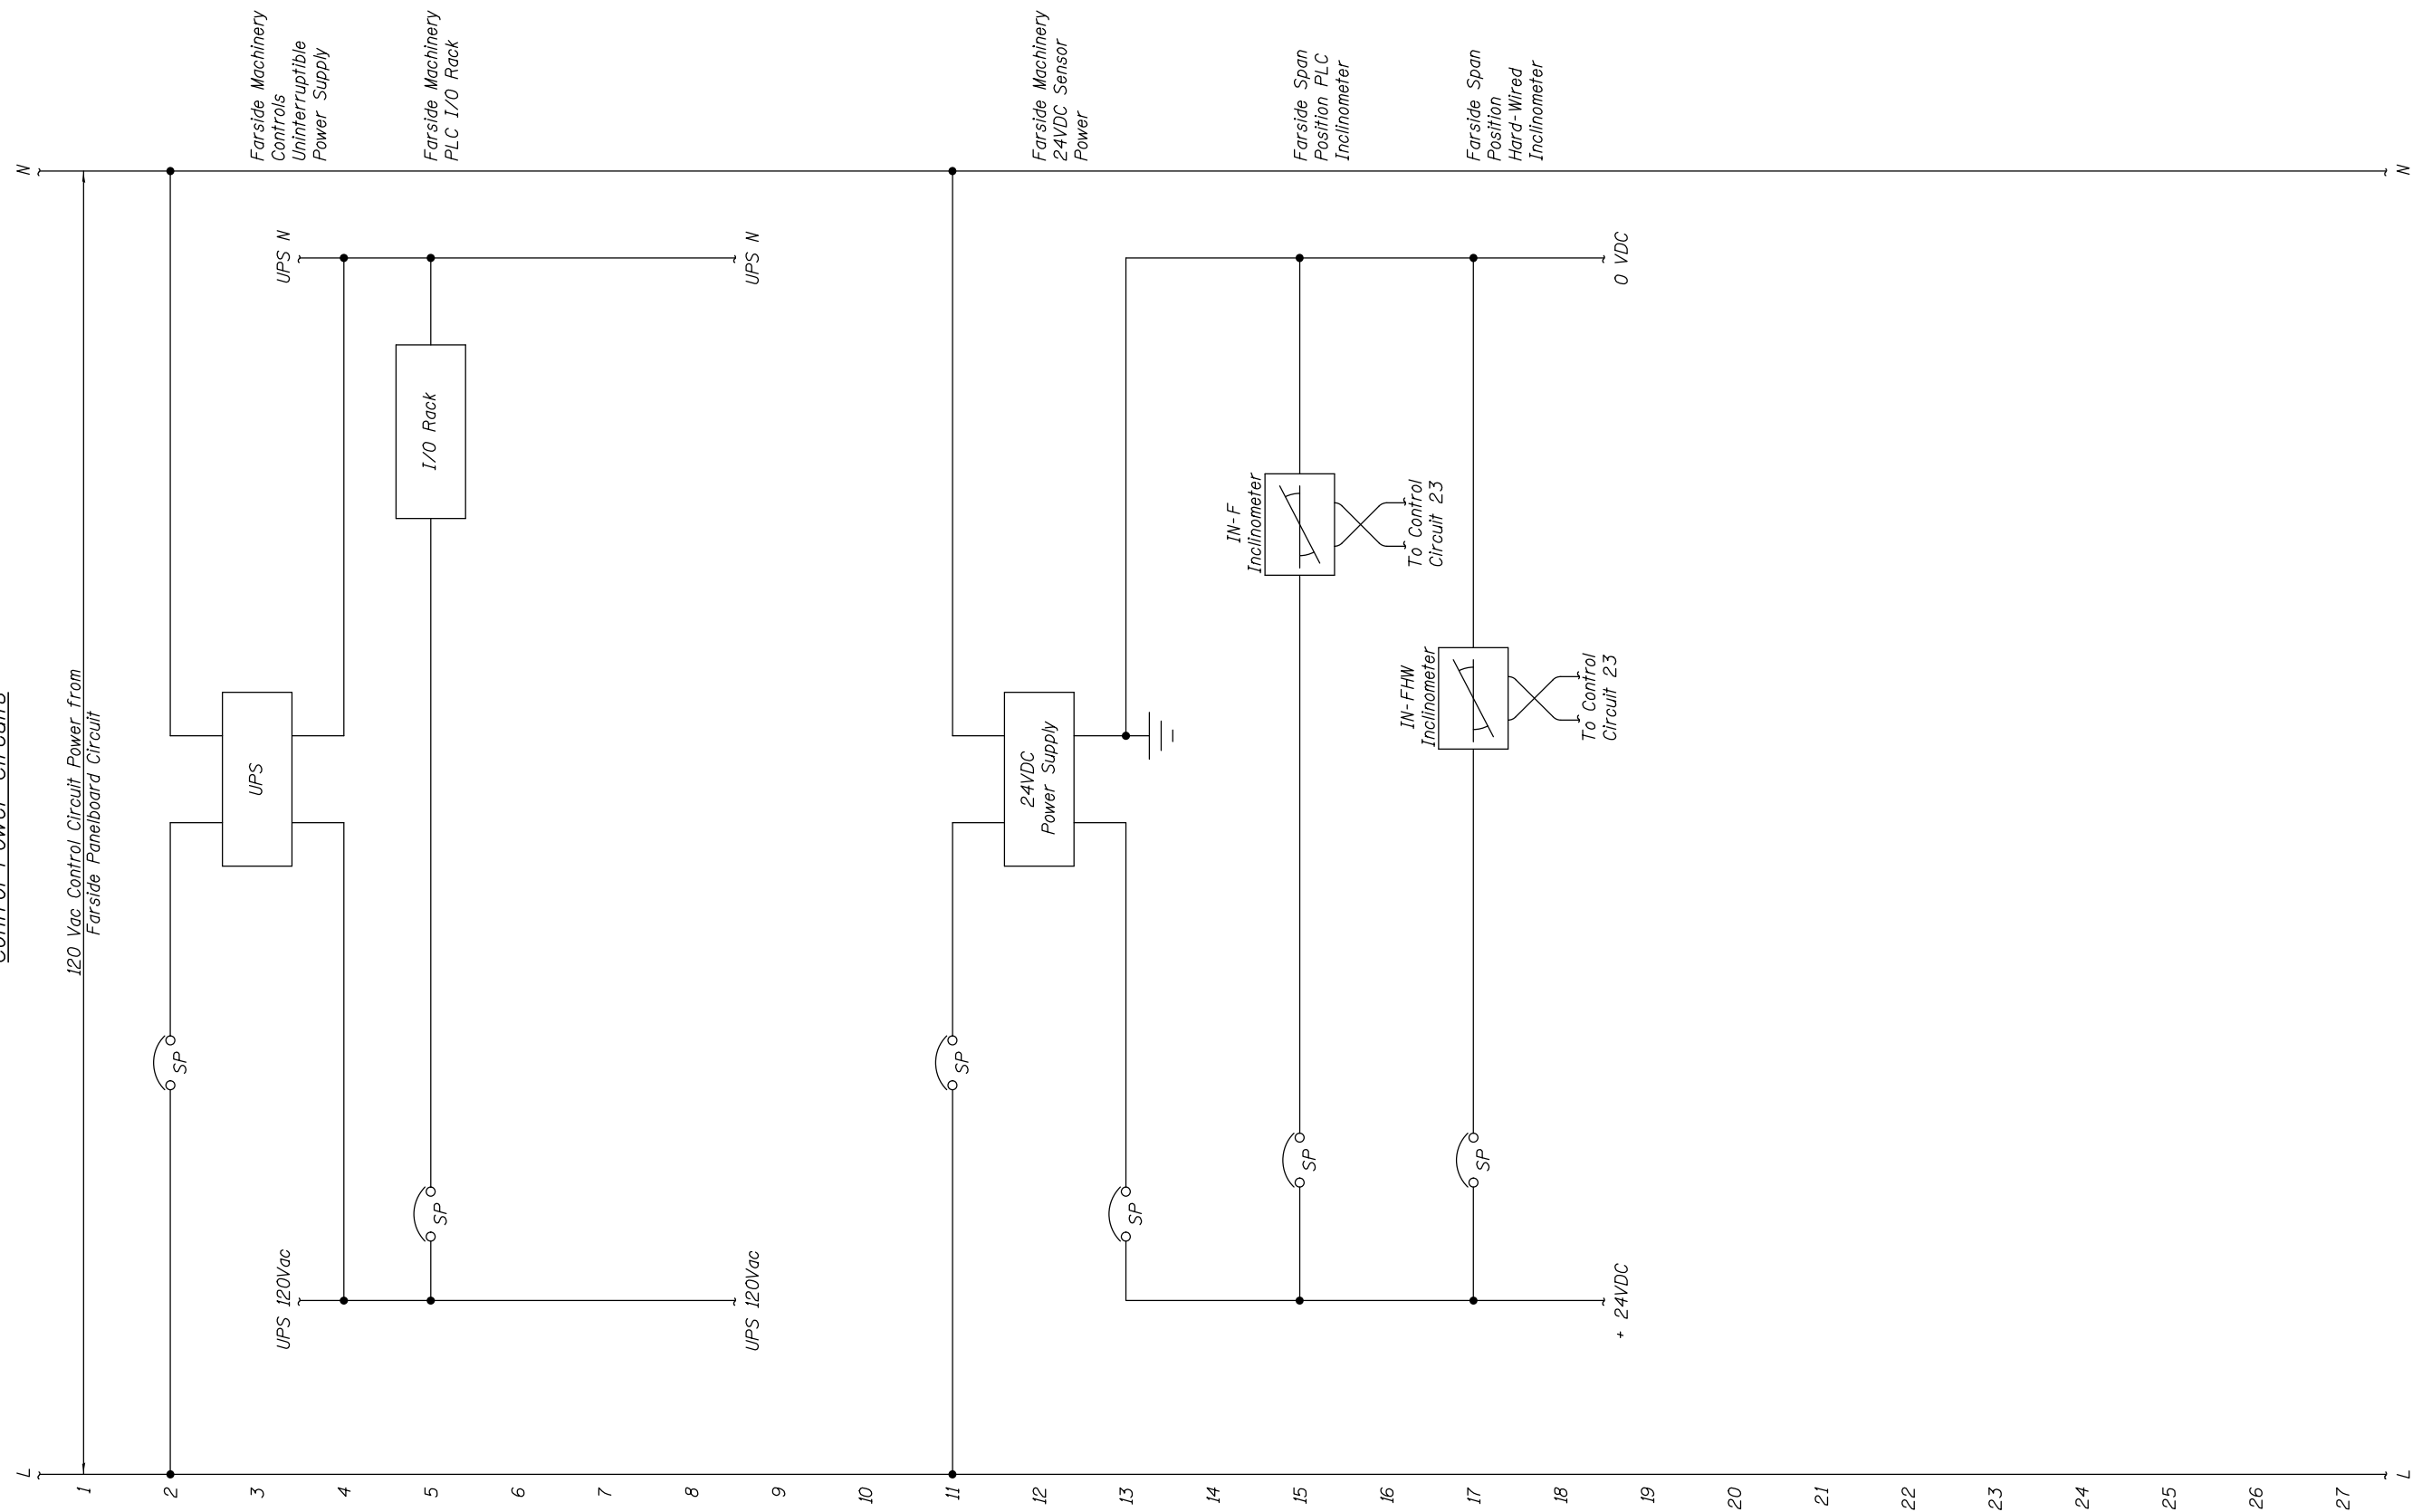 Control Power Circuits
L
N
1
120 Vac Control Circuit Power from
Farside Panelboard Circuit
2
SP
3
UPS
Farside Machinery
Controls
Uninterruptible
Power Supply
UPS 120Vac
UPS N
4
5
SP
I/O Rack
Farside Machinery
PLC I/O Rack
6
7
8
UPS 120Vac
UPS N
9
10
11
SP
12
24VDC
Power Supply
Farside Machinery
24VDC Sensor
Power
13
SP
14
IN-F
Inclinometer
15
SP
Farside Span
Position PLC
Inclinometer
16
To Control
Circuit 23
IN-FHW
Inclinometer
17
SP
Farside Span
Position
Hard-Wired
Inclinometer
18
To Control
Circuit 23
+ 24VDC
0 VDC
19
20
21
22
23
24
25
26
27
L
N